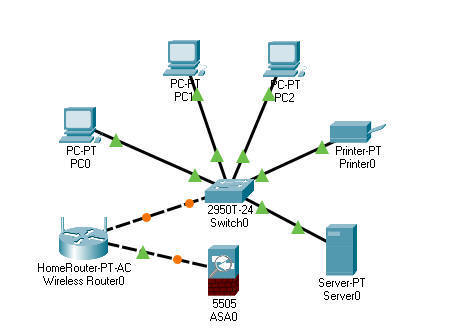 PC-PT
PC1
PC-PT
PC2
PC-PT
PC0
Printer-PT
Printer0
2950T-24
Switch0
HomeRouter-PT-AC
Wireless Router0
5505
ASA0
Server-PT
Server0